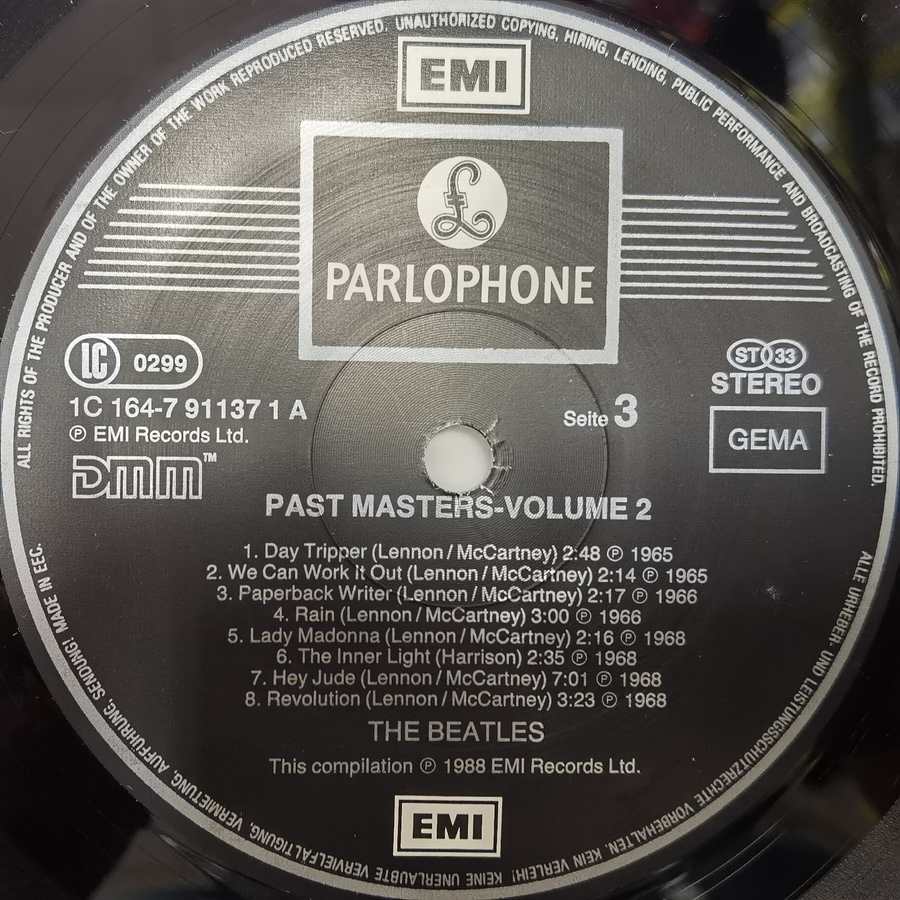 ALL RIGHTS OF THE PRODUCER AND OF THE OWNER OF THE WORK REPRODUCED RESERVED. UNAUTHORIZED COPYING, HIRING, LENDING, PUBLIC PERFORMANCE AND BROADCASTING OF THE RECORD PROHIBITED.
EMI
£
PARLOPHONE
LC 0299
1C 164-7 91137 1 A
℗ EMI Records Ltd.
DMM™
Seite 3
ST 33
STEREO
GEMA
PAST MASTERS-VOLUME 2
1. Day Tripper (Lennon/McCartney) 2:48 ℗ 1965
2. We Can Work It Out (Lennon/McCartney) 2:14 ℗ 1965
3. Paperback Writer (Lennon/McCartney) 2:17 ℗ 1966
4. Rain (Lennon/McCartney) 3:00 ℗ 1966
5. Lady Madonna (Lennon/McCartney) 2:16 ℗ 1968
6. The Inner Light (Harrison) 2:35 ℗ 1968
7. Hey Jude (Lennon/McCartney) 7:01 ℗ 1968
8. Revolution (Lennon/McCartney) 3:23 ℗ 1968
THE BEATLES
This compilation ℗ 1988 EMI Records Ltd.
EMI
ALLE URHEBER- UND LEISTUNGSSCHUTZRECHTE VORBEHALTEN. KEIN VERLEIH! KEINE UNERLAUBTE VERVIELFÄLTIGUNG, VERMIETUNG, AUFFÜHRUNG, SENDUNG! MADE IN EEC.